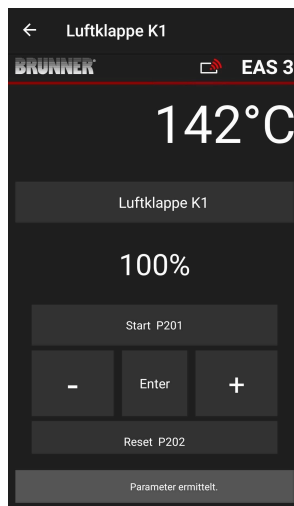 Luftklappe K1
BRUNNER EAS 3
142°C
Luftklappe K1
100%
Start P201
- Enter +
Reset P202
Parameter ermittelt.